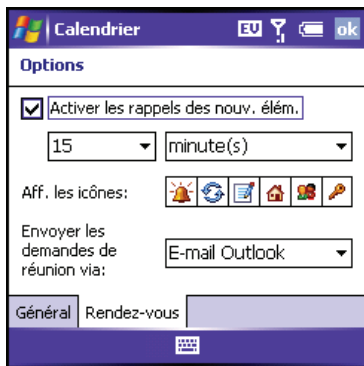 Calendrier EU ok
Options
Activer les rappels des nouv. élém.
15 minute(s)
Aff. les icônes:
Envoyer les
demandes de
réunion via:
E-mail Outlook
Général Rendez-vous